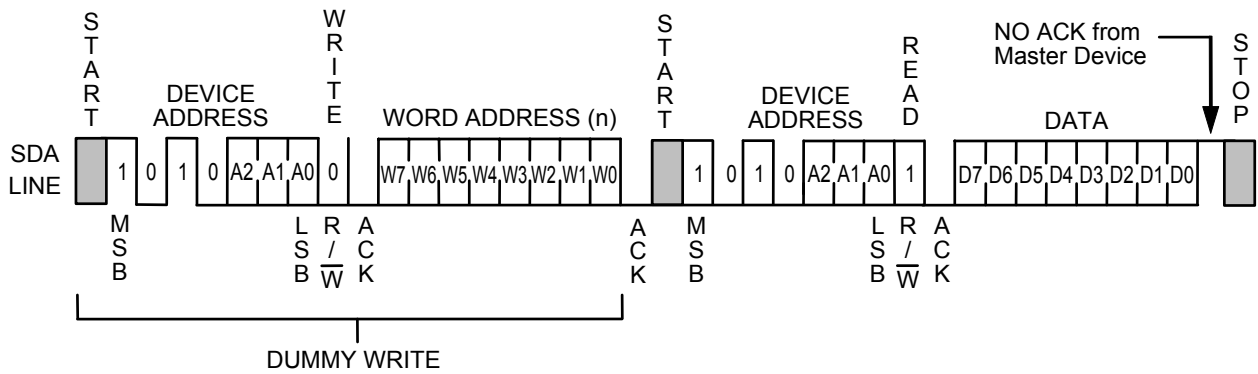 START
WRITE
START
READ
NO ACK from
Master Device
STOP
DEVICE
ADDRESS
WORD ADDRESS (n)
DEVICE
ADDRESS
DATA
SDA
LINE
1 0 1 0 A2 A1 A0 0 W7 W6 W5 W4 W3 W2 W1 W0 1 0 1 0 A2 A1 A0 1 D7 D6 D5 D4 D3 D2 D1 D0
MSB
LSB
R/W̅
ACK
ACK
MSB
LSB
R/W̅
ACK
DUMMY WRITE